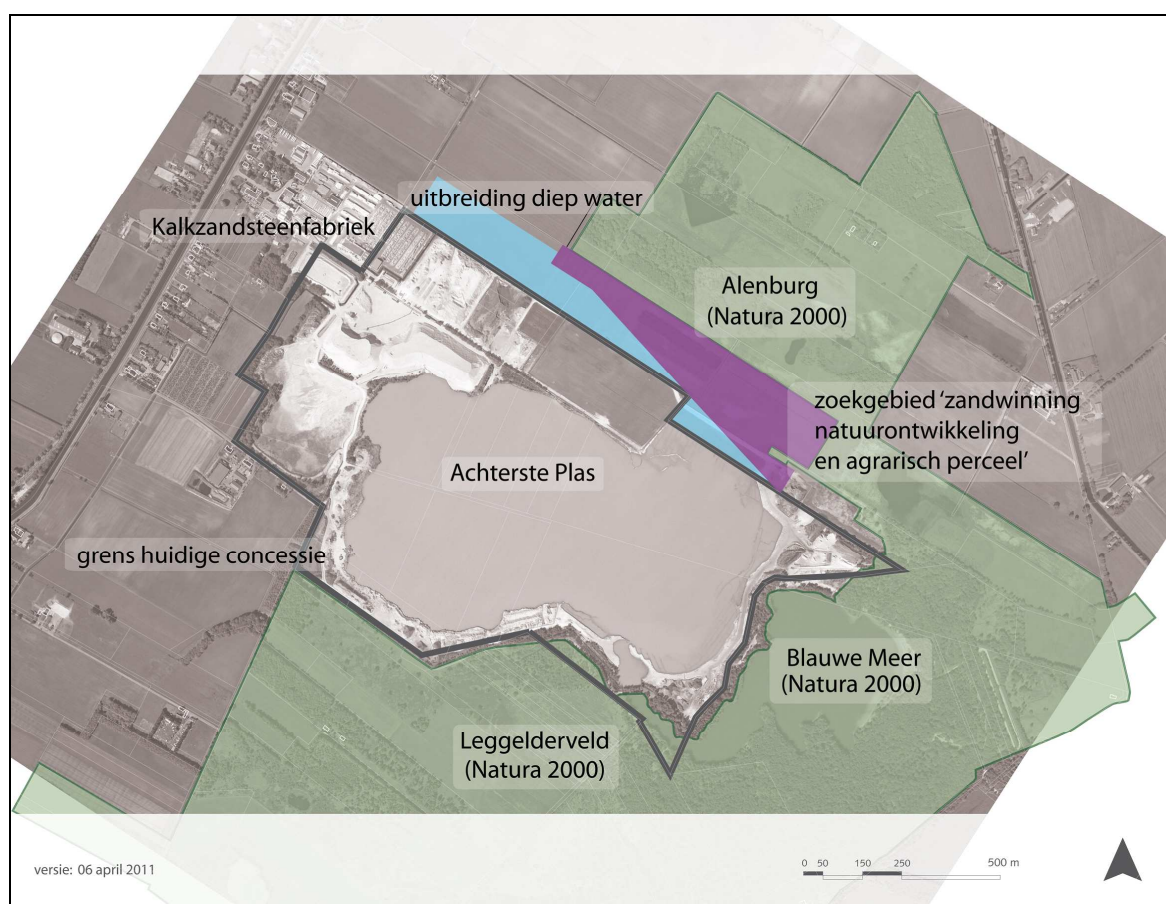 uitbreiding diep water
Kalkzandsteenfabriek
Alenburg
(Natura 2000)
zoekgebied ‘zandwinning
natuurontwikkeling
en agrarisch perceel’
Achterste Plas
grens huidige concessie
Blauwe Meer
(Natura 2000)
Leggelderveld
(Natura 2000)
versie: 06 april 2011
0 50 150 250 500 m